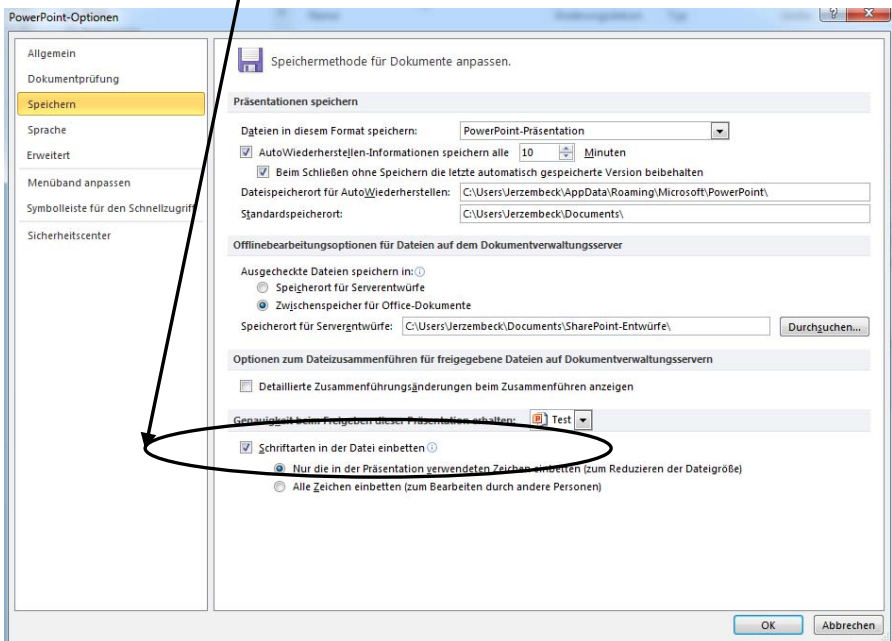 PowerPoint-Optionen
Allgemein
Dokumentprüfung
Speichern
Sprache
Erweitert
Menüband anpassen
Symbolleiste für den Schnellzugriff
Sicherheitscenter
Speichermethode für Dokumente anpassen.
Präsentationen speichern
Dateien in diesem Format speichern: PowerPoint-Präsentation
AutoWiederherstellen-Informationen speichern alle 10 Minuten
Beim Schließen ohne Speichern die letzte automatisch gespeicherte Version beibehalten
Dateispeicherort für AutoWiederherstellen: C:\Users\Jerzembeck\AppData\Roaming\Microsoft\PowerPoint\
Standardspeicherort: C:\Users\Jerzembeck\Documents\
Offlinebearbeitungsoptionen für Dateien auf dem Dokumentverwaltungsserver
Ausgecheckte Dateien speichern in:
Speicherort für Serverentwürfe
Zwischenspeicher für Office-Dokumente
Speicherort für Serverentwürfe: C:\Users\Jerzembeck\Documents\SharePoint-Entwürfe\ Durchsuchen...
Optionen zum Dateizusammenführen für freigegebene Dateien auf Dokumentverwaltungsservern
Detaillierte Zusammenführungsänderungen beim Zusammenführen anzeigen
Genauigkeit beim Freigeben dieser Präsentation erhalten: Test
Schriftarten in der Datei einbetten
Nur die in der Präsentation verwendeten Zeichen einbetten (zum Reduzieren der Dateigröße)
Alle Zeichen einbetten (zum Bearbeiten durch andere Personen)
OK Abbrechen